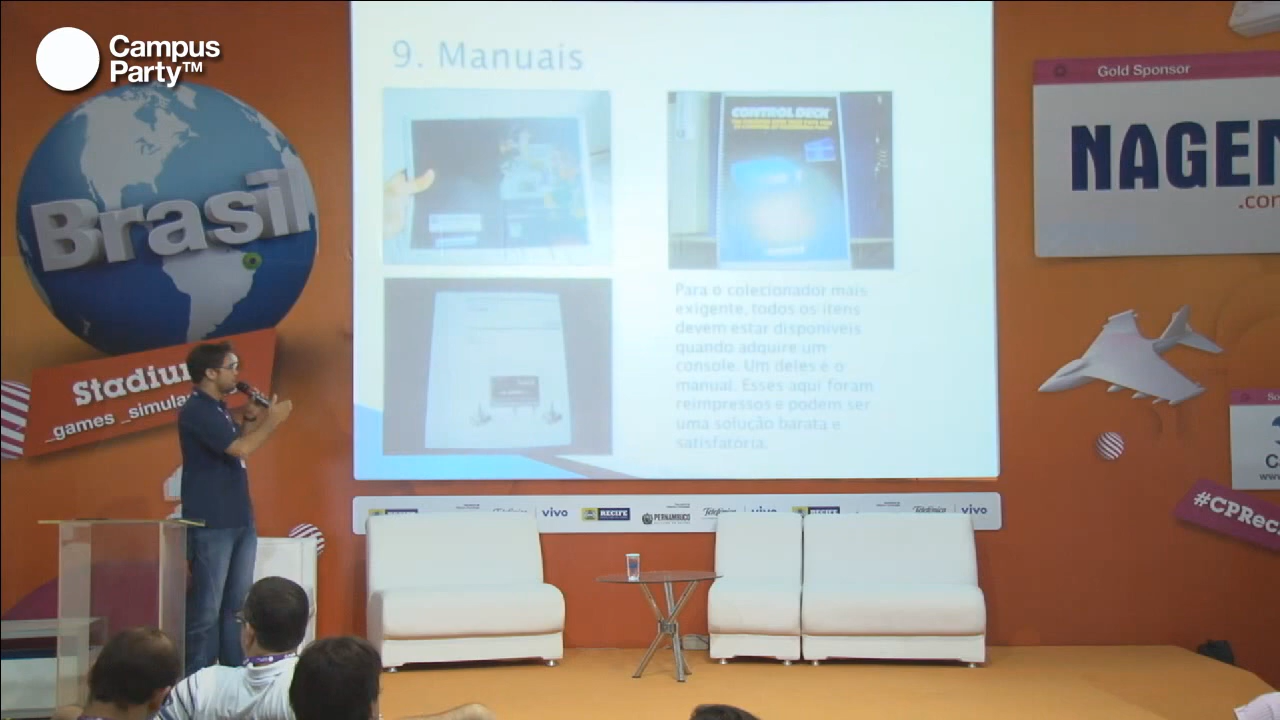 Campus
Party™
Brasil
Stadium
_games _simula
9. Manuais
CONTROL DECK
Para o colecionador mais
exigente, todos os itens
devem estar disponíveis
quando adquire um
console. Um deles é o
manual. Esses aqui foram
reimpressos e podem ser
uma solução barata e
satisfatória.
vivo
RECIFE
PERNAMBUCO
Telefónica
vivo
RECIFE
Telefónica
vivo
Gold Sponsor
NAGEM
.com
#CPRec